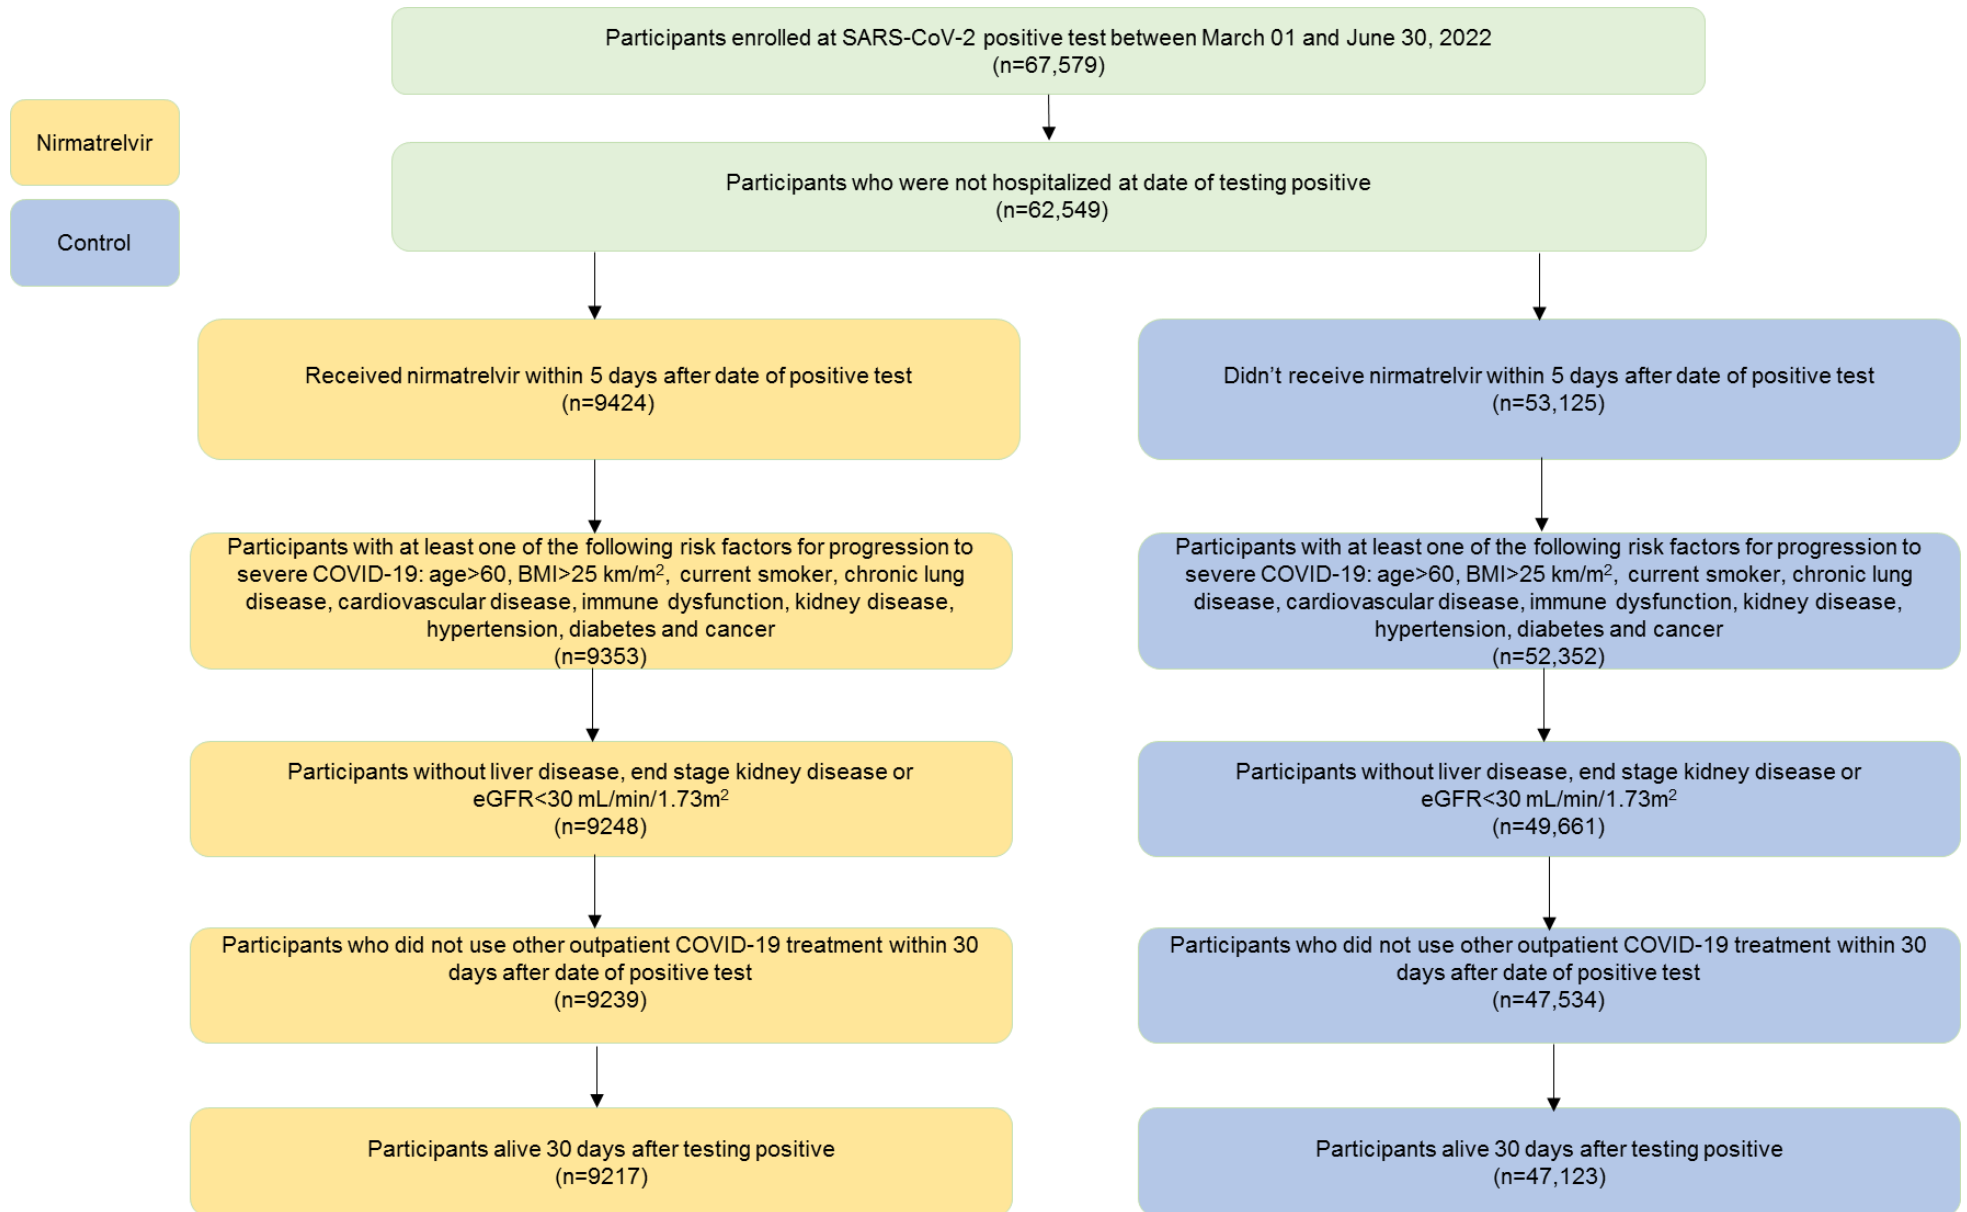 Participants enrolled at SARS-CoV-2 positive test between March 01 and June 30, 2022
(n=67,579)
Nirmatrelvir
Control
Participants who were not hospitalized at date of testing positive
(n=62,549)
Received nirmatrelvir within 5 days after date of positive test
(n=9424)
Didn’t receive nirmatrelvir within 5 days after date of positive test
(n=53,125)
Participants with at least one of the following risk factors for progression to
severe COVID-19: age>60, BMI>25 km/m², current smoker, chronic lung
disease, cardiovascular disease, immune dysfunction, kidney disease,
hypertension, diabetes and cancer
(n=9353)
Participants with at least one of the following risk factors for progression to
severe COVID-19: age>60, BMI>25 km/m², current smoker, chronic lung
disease, cardiovascular disease, immune dysfunction, kidney disease,
hypertension, diabetes and cancer
(n=52,352)
Participants without liver disease, end stage kidney disease or
eGFR<30 mL/min/1.73m²
(n=9248)
Participants without liver disease, end stage kidney disease or
eGFR<30 mL/min/1.73m²
(n=49,661)
Participants who did not use other outpatient COVID-19 treatment within 30
days after date of positive test
(n=9239)
Participants who did not use other outpatient COVID-19 treatment within 30
days after date of positive test
(n=47,534)
Participants alive 30 days after testing positive
(n=9217)
Participants alive 30 days after testing positive
(n=47,123)